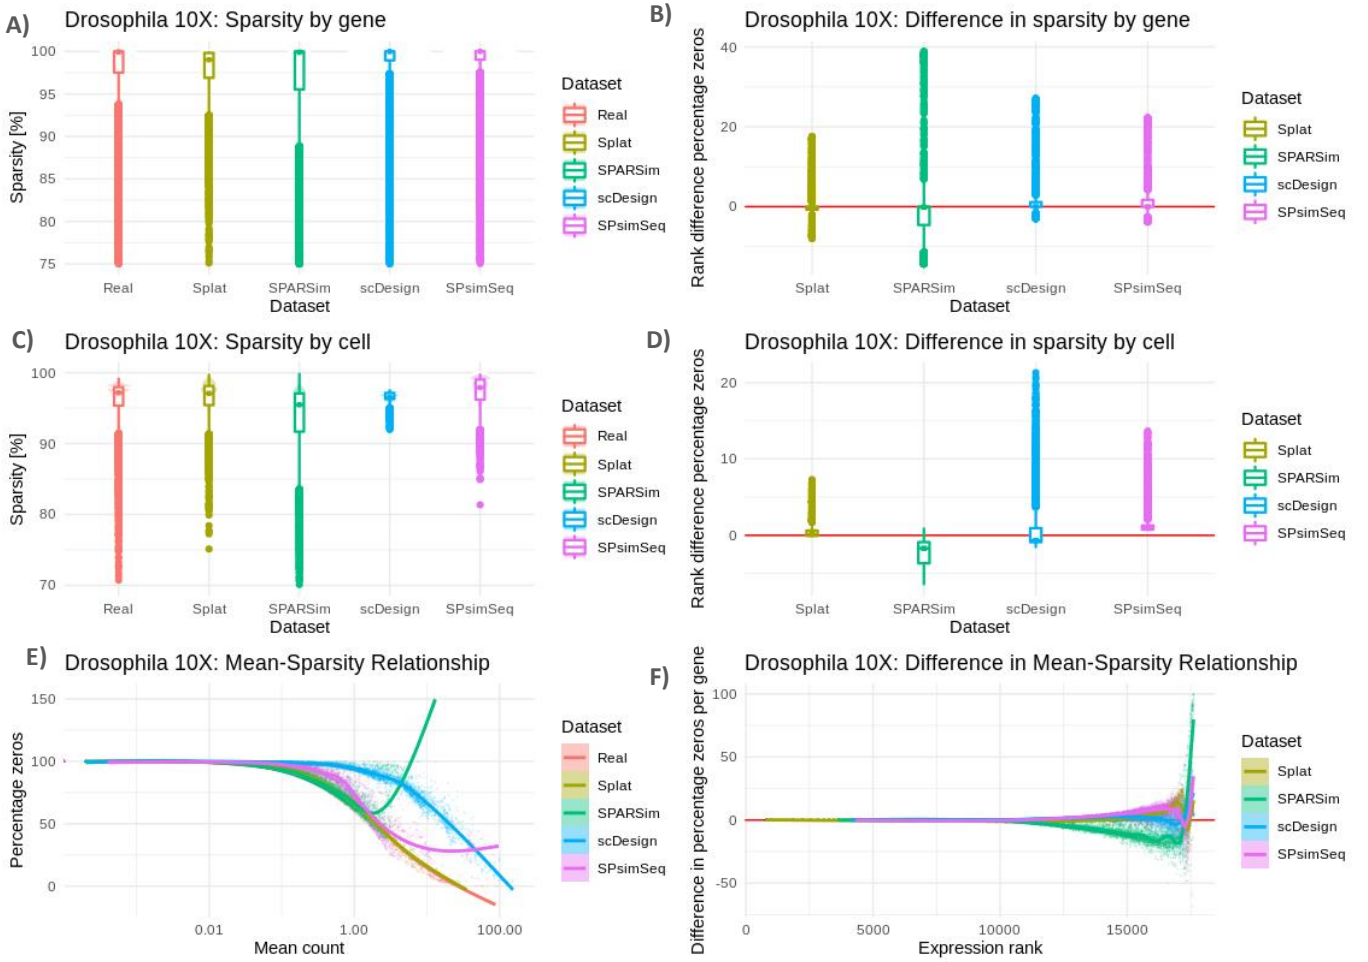 A)
Drosophila 10X: Sparsity by gene
Sparsity [%]
100
95
90
85
80
75
Real
Splat
SPARSim
scDesign
SPsimSeq
Dataset
Dataset
Real
Splat
SPARSim
scDesign
SPsimSeq
B)
Drosophila 10X: Difference in sparsity by gene
Rank difference percentage zeros
40
20
0
Splat
SPARSim
scDesign
SPsimSeq
Dataset
Dataset
Splat
SPARSim
scDesign
SPsimSeq
C)
Drosophila 10X: Sparsity by cell
Sparsity [%]
100
90
80
70
Real
Splat
SPARSim
scDesign
SPsimSeq
Dataset
Dataset
Real
Splat
SPARSim
scDesign
SPsimSeq
D)
Drosophila 10X: Difference in sparsity by cell
Rank difference percentage zeros
20
10
0
Splat
SPARSim
scDesign
SPsimSeq
Dataset
Dataset
Splat
SPARSim
scDesign
SPsimSeq
E)
Drosophila 10X: Mean-Sparsity Relationship
Percentage zeros
150
100
50
0
0.01
1.00
100.00
Mean count
Dataset
Real
Splat
SPARSim
scDesign
SPsimSeq
F)
Drosophila 10X: Difference in Mean-Sparsity Relationship
Difference in percentage zeros per gene
100
50
0
-50
0
5000
10000
15000
Expression rank
Dataset
Splat
SPARSim
scDesign
SPsimSeq